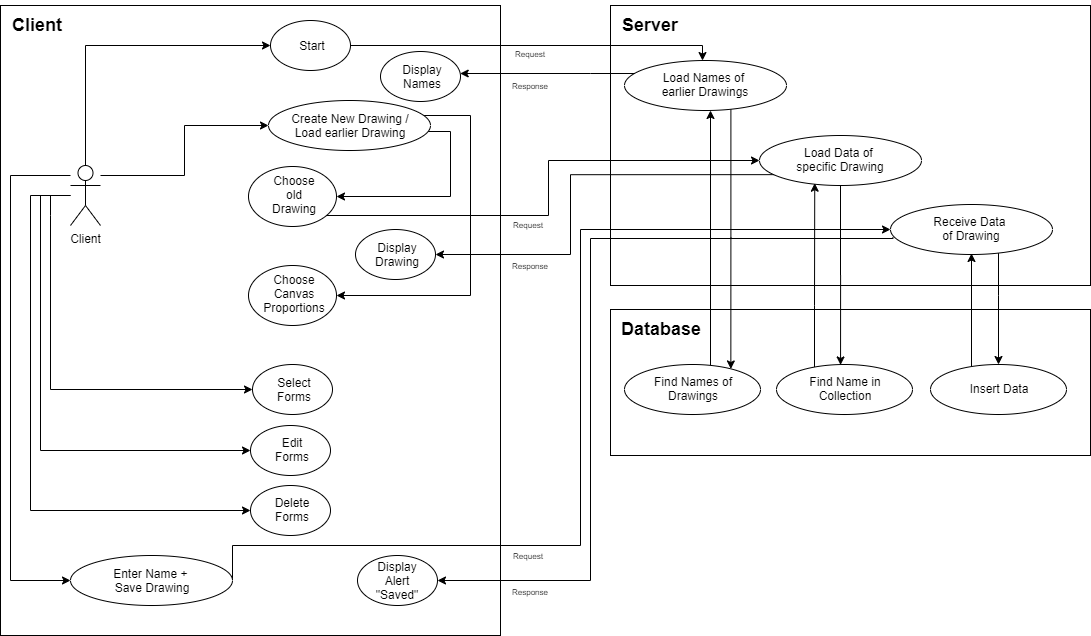 Client
Server
Start
Request
Display
Names
Response
Load Names of
earlier Drawings
Create New Drawing /
Load earlier Drawing
Load Data of
specific Drawing
Choose
old
Drawing
Request
Receive Data
of Drawing
Client
Display
Drawing
Response
Choose
Canvas
Proportions
Database
Select
Forms
Find Names of
Drawings
Find Name in
Collection
Insert Data
Edit
Forms
Delete
Forms
Request
Enter Name +
Save Drawing
Display
Alert
"Saved"
Response